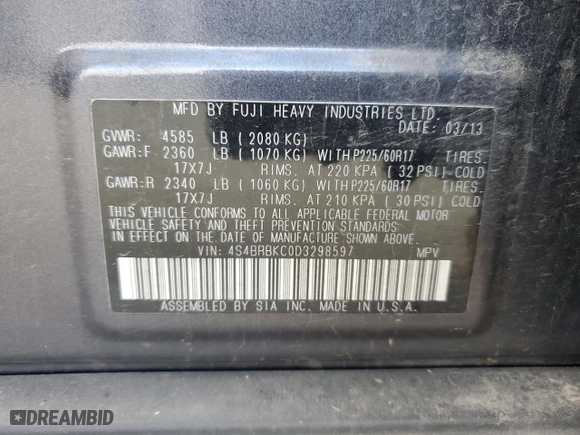 MFD BY FUJI HEAVY INDUSTRIES LTD.
DATE: 03/13
GVWR: 4585 LB ( 2080 KG)
GAWR:F 2360 LB ( 1070 KG) WITH P225/60R17 TIRES.
17X7J RIMS. AT 220 KPA ( 32 PSI) COLD
GAWR:R 2340 LB ( 1060 KG) WITH P225/60R17 TIRES.
17X7J RIMS. AT 210 KPA ( 30 PSI) COLD
THIS VEHICLE CONFORMS TO ALL APPLICABLE FEDERAL MOTOR
VEHICLE SAFETY AND THEFT PREVENTION STANDARDS
IN EFFECT ON THE DATE OF MANUFACTURE SHOWN ABOVE.
VIN: 4S4BRBKC0D3298597 MPV
ASSEMBLED BY SIA INC. MADE IN U.S.A.
DREAMBID